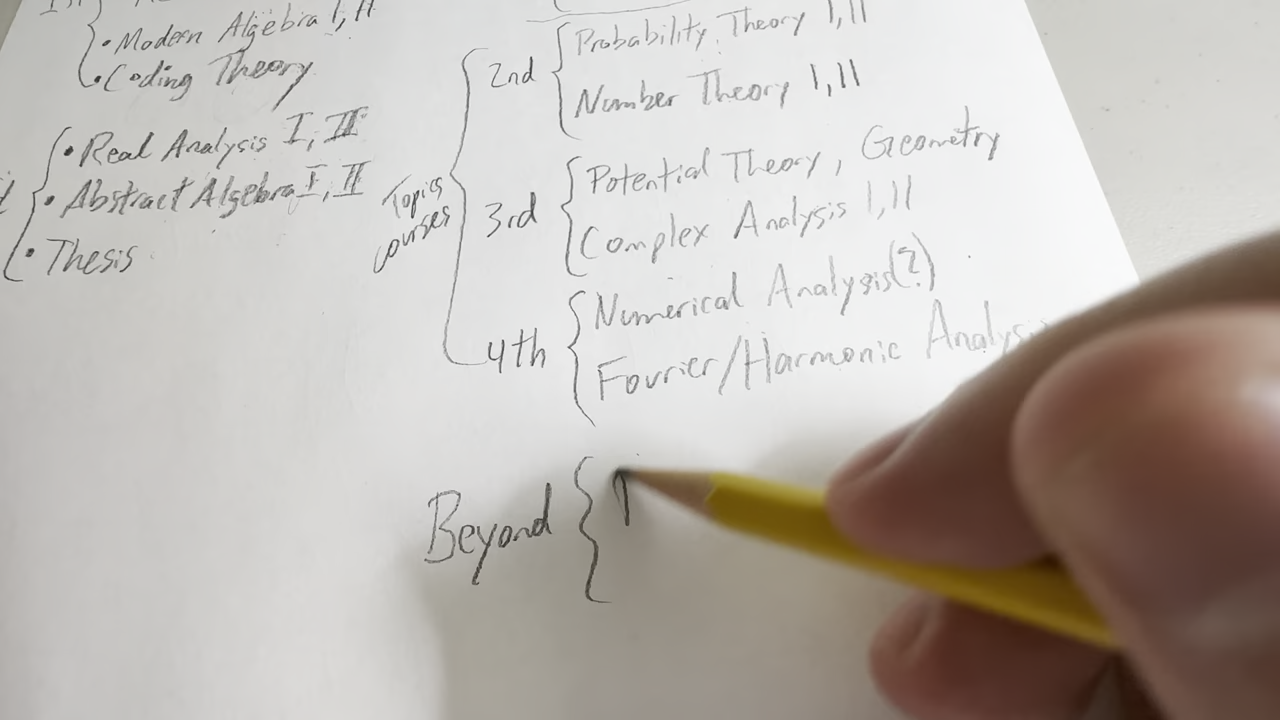 1st
• Modern Algebra I, II
• Coding Theory
• Real Analysis I, II
• Abstract Algebra I, II
• Thesis
Topics
courses
2nd
Probability Theory I, II
Number Theory I, II
3rd
Potential Theory, Geometry
Complex Analysis I, II
4th
Numerical Analysis(?)
Fourier/Harmonic Analysis
Beyond